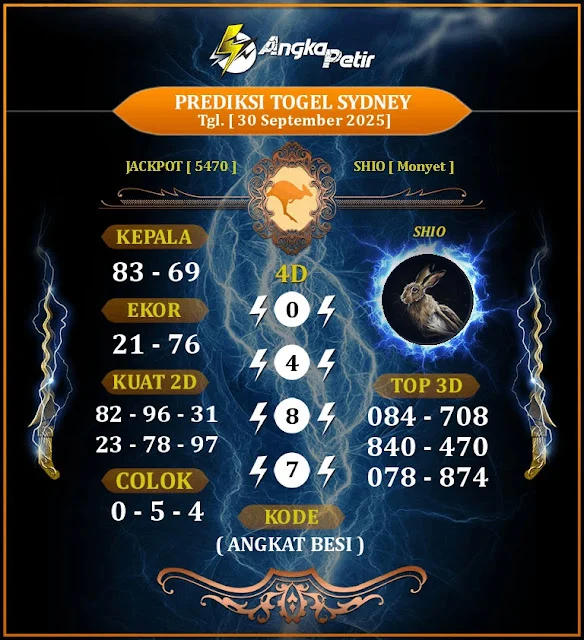 Angka Petir
PREDIKSI TOGEL SYDNEY
Tgl. [ 30 September 2025]
JACKPOT [ 5470 ]
SHIO [ Monyet ]
KEPALA
83 - 69
EKOR
21 - 76
KUAT 2D
82 - 96 - 31
23 - 78 - 97
COLOK
0 - 5 - 4
4D
0
4
8
7
KODE
( ANGKAT BESI )
SHIO
TOP 3D
084 - 708
840 - 470
078 - 874